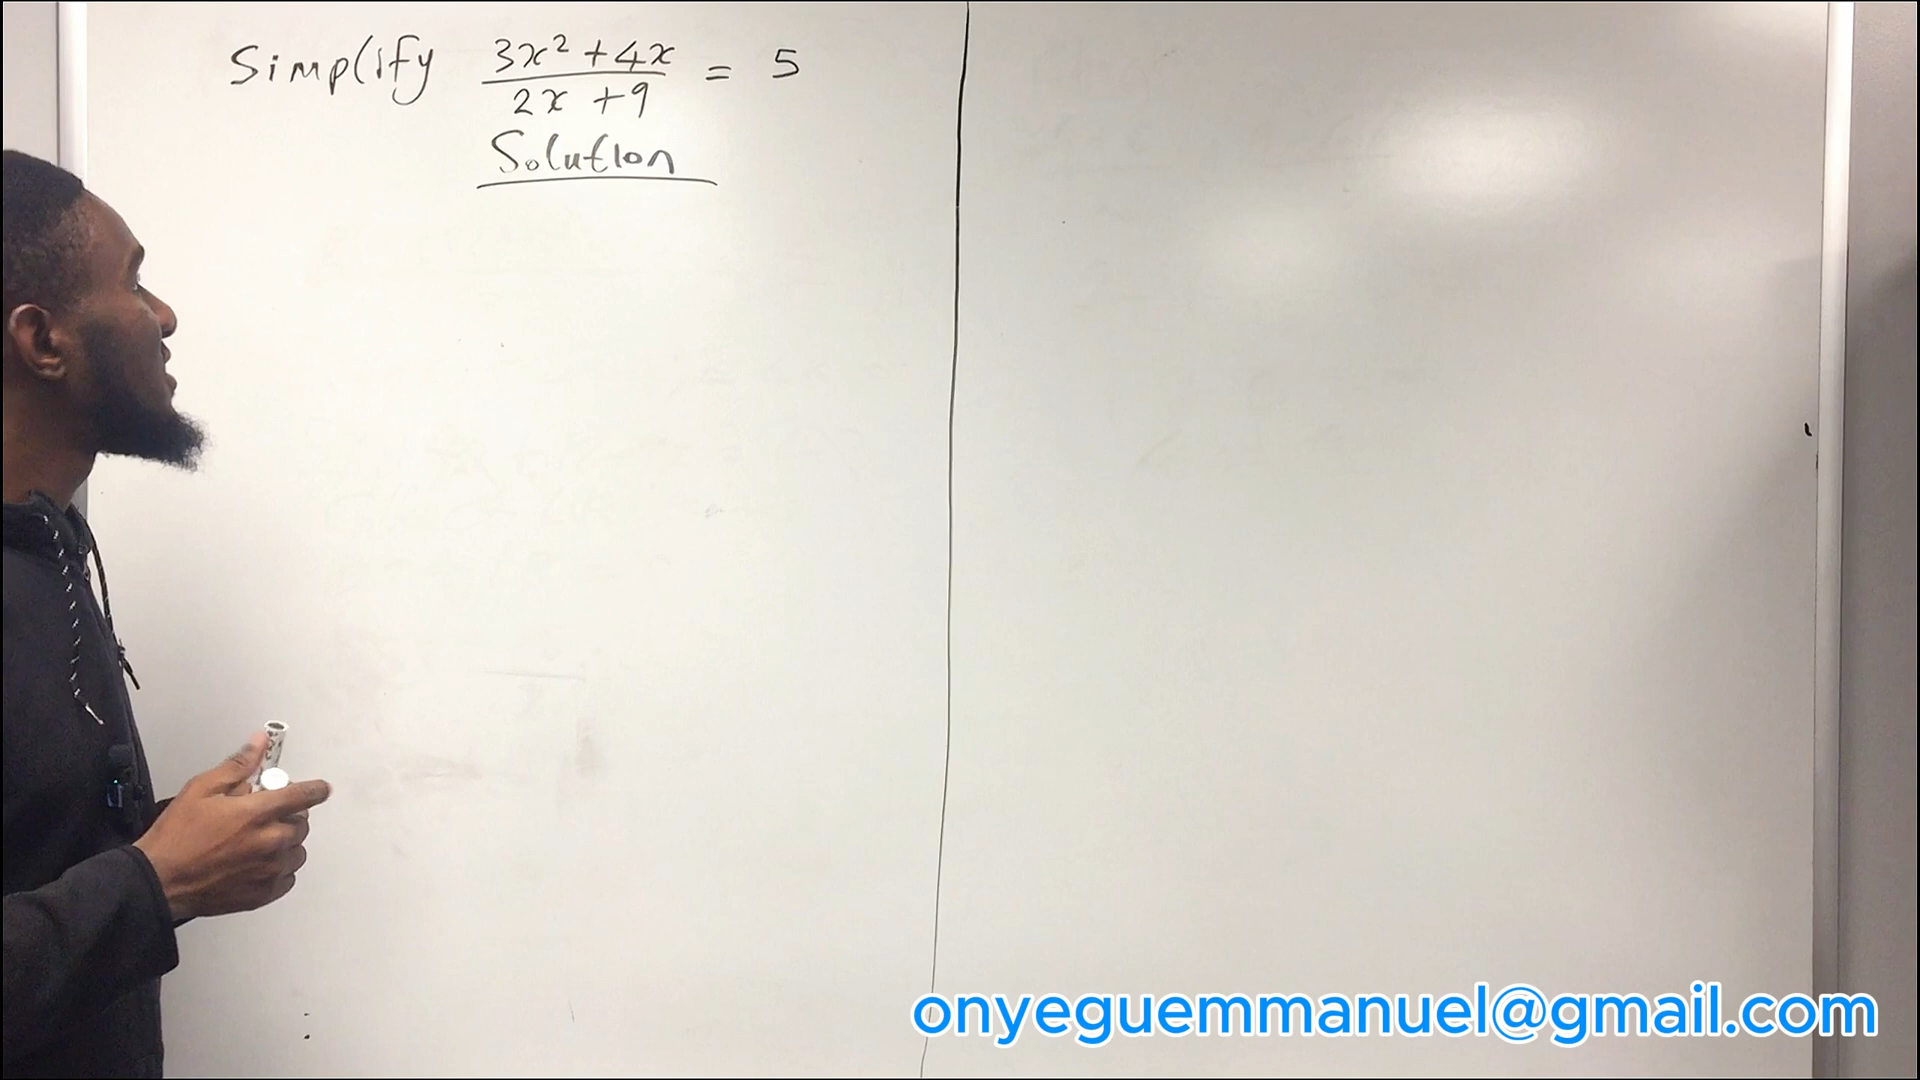 Simplify 3x² + 4x / 2x + 9 = 5
Solution
onyeguemmanuel@gmail.com